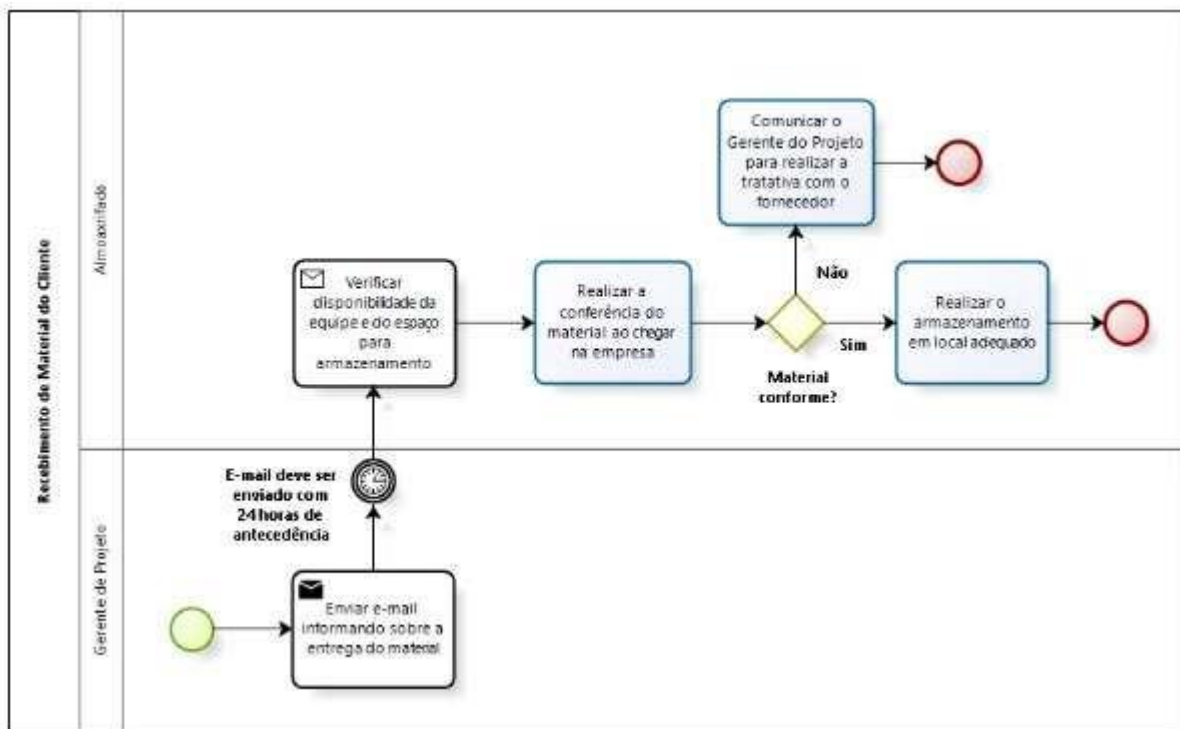 Recebimento de Material do Cliente
Almoaxrifado
Comunicar o
Gerente do Projeto
para realizar a
tratativa com o
fornecedor
Verificar
disponibilidade da
equipe e do espaço
para
armazenamento
Realizar a
conferência do
material ao chegar
na empresa
Não
Sim
Material
conforme?
Realizar o
armazenamento
em local adequado
Gerente de Projeto
E-mail deve ser
enviado com
24 horas de
antecedência
Enviar e-mail
informando sobre a
entrega do material